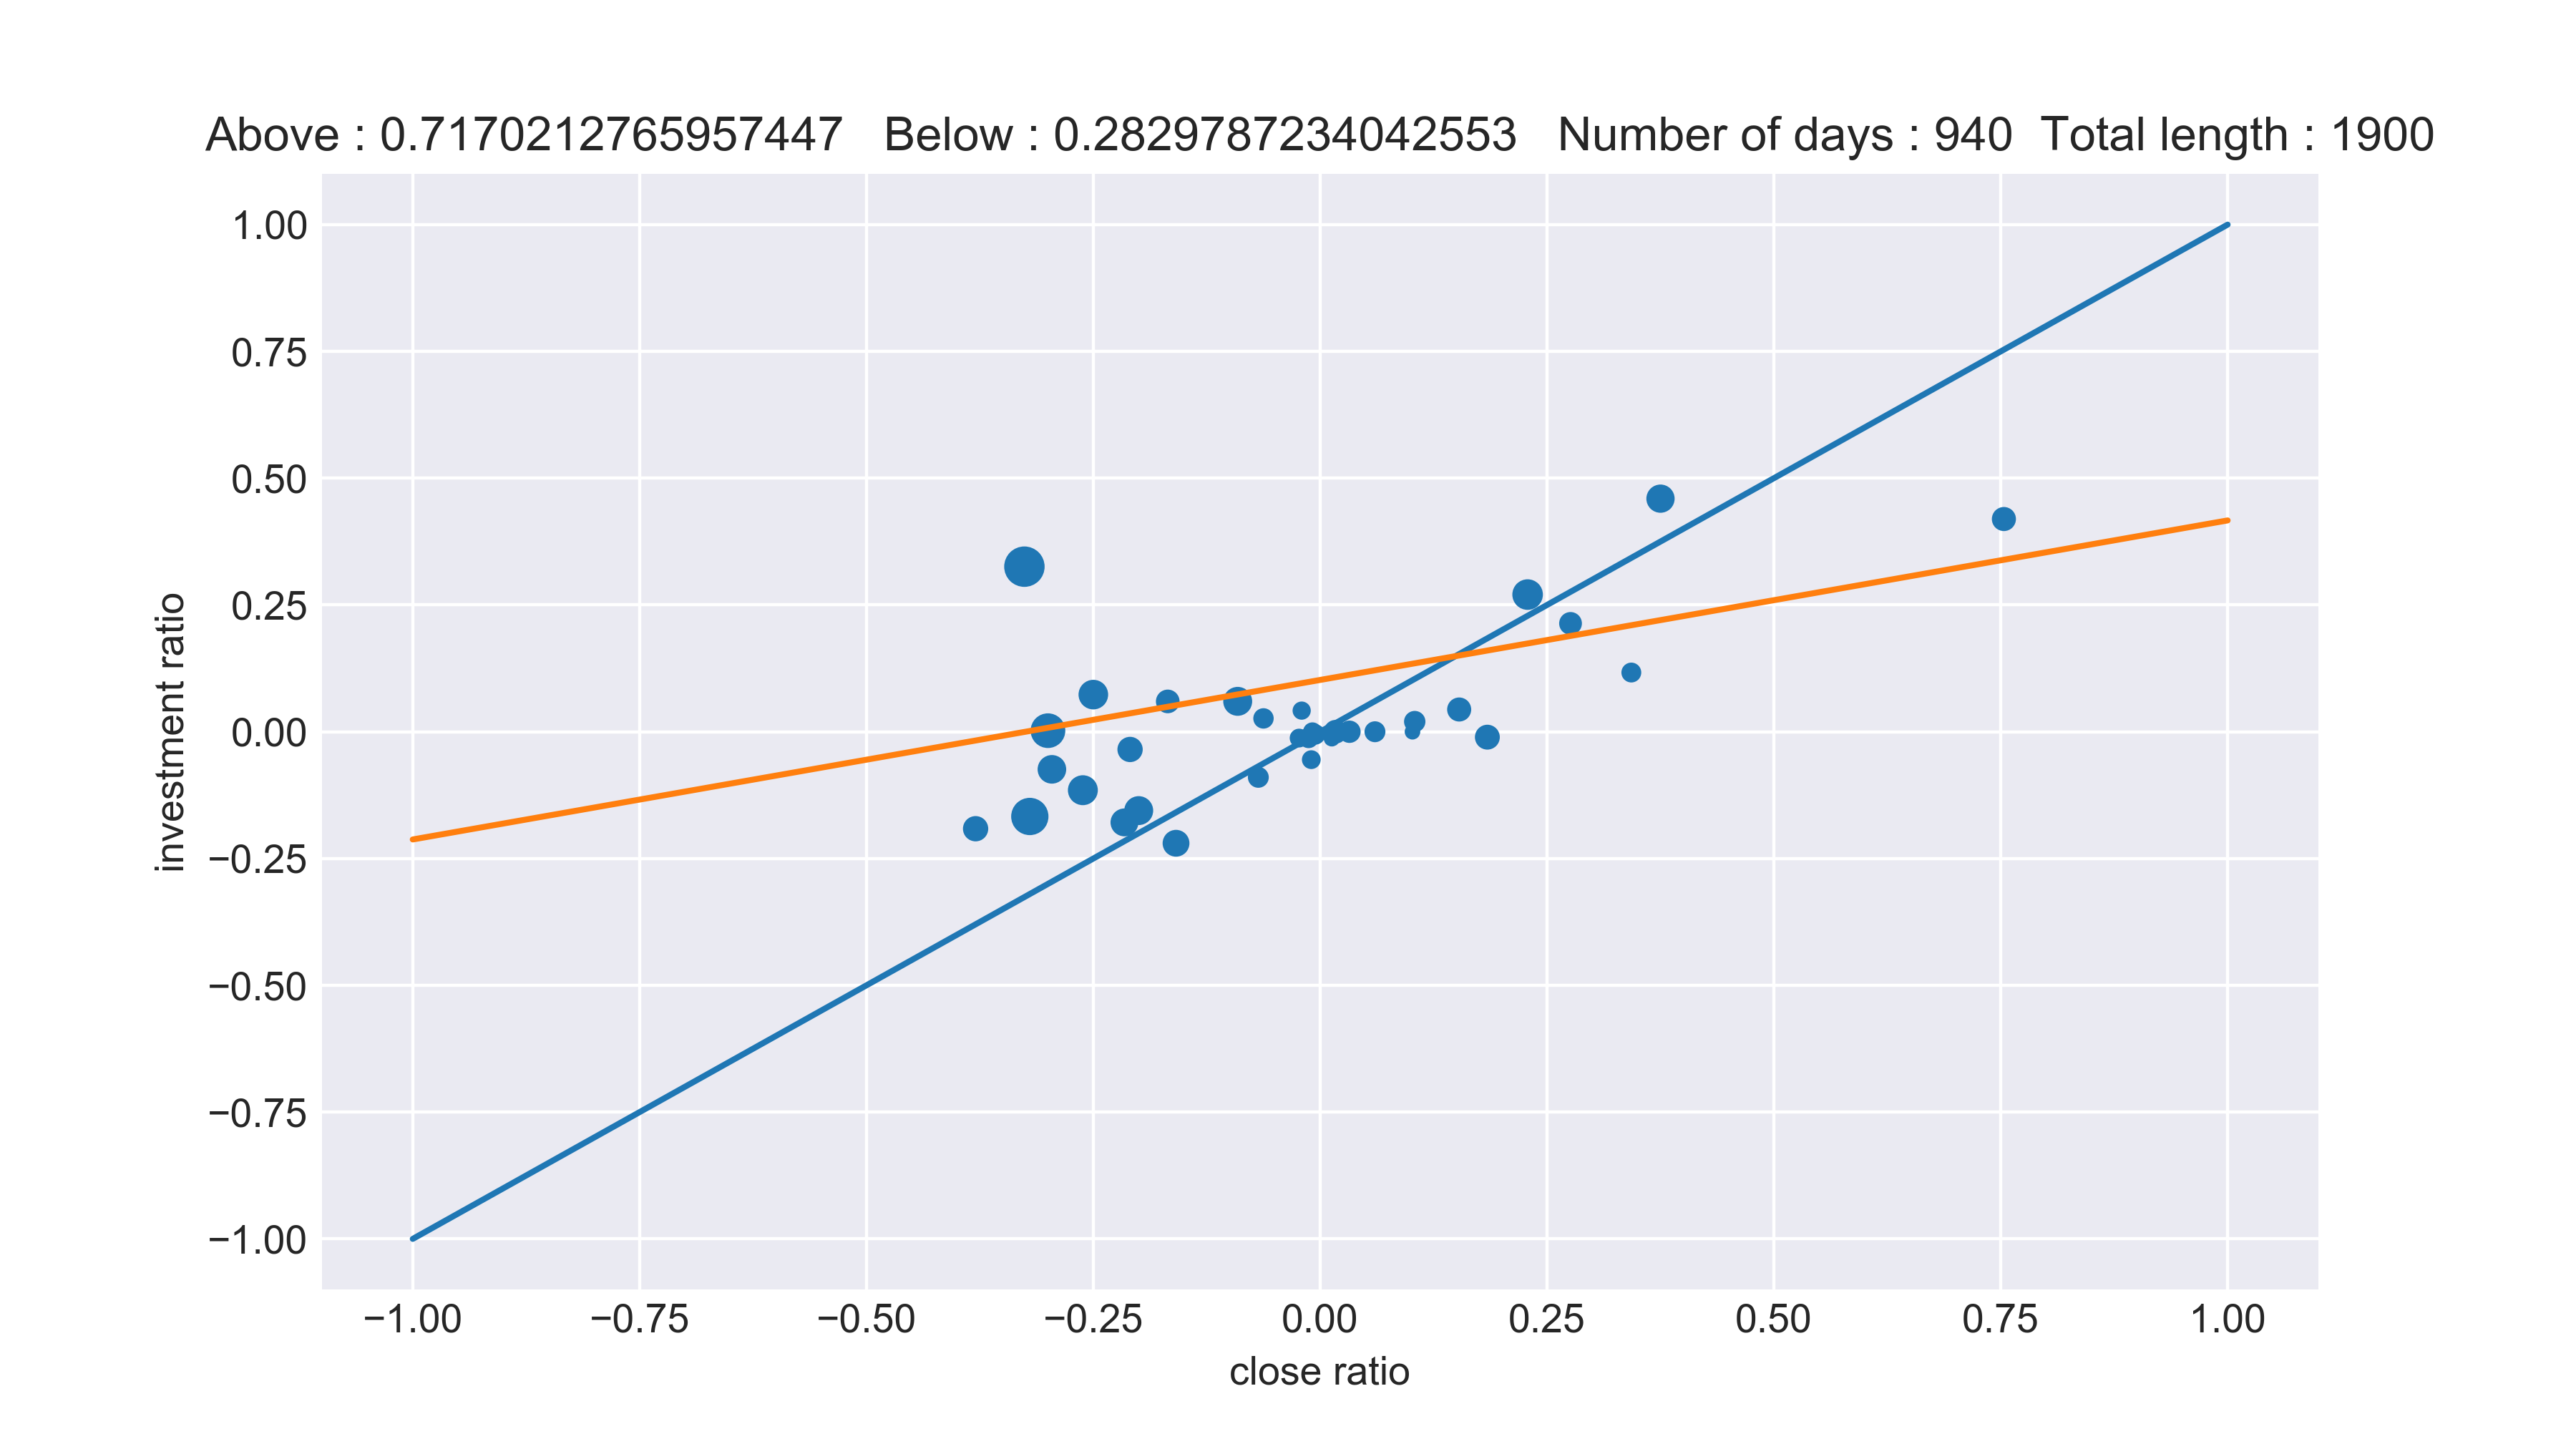 Above : 0.7170212765957447 Below : 0.2829787234042553 Number of days : 940 Total length : 1900
1.00
0.75
0.50
0.25
0.00
−0.25
−0.50
−0.75
−1.00
investment ratio
−1.00 −0.75 −0.50 −0.25 0.00 0.25 0.50 0.75 1.00
close ratio